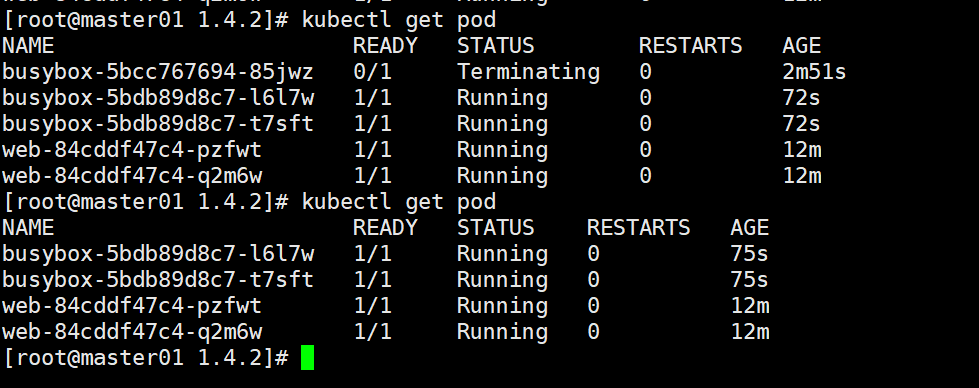 [root@master01 1.4.2]# kubectl get pod
NAME READY STATUS RESTARTS AGE
busybox-5bcc767694-85jwz 0/1 Terminating 0 2m51s
busybox-5bdb89d8c7-l6l7w 1/1 Running 0 72s
busybox-5bdb89d8c7-t7sft 1/1 Running 0 72s
web-84cddf47c4-pzfwt 1/1 Running 0 12m
web-84cddf47c4-q2m6w 1/1 Running 0 12m
[root@master01 1.4.2]# kubectl get pod
NAME READY STATUS RESTARTS AGE
busybox-5bdb89d8c7-l6l7w 1/1 Running 0 75s
busybox-5bdb89d8c7-t7sft 1/1 Running 0 75s
web-84cddf47c4-pzfwt 1/1 Running 0 12m
web-84cddf47c4-q2m6w 1/1 Running 0 12m
[root@master01 1.4.2]#